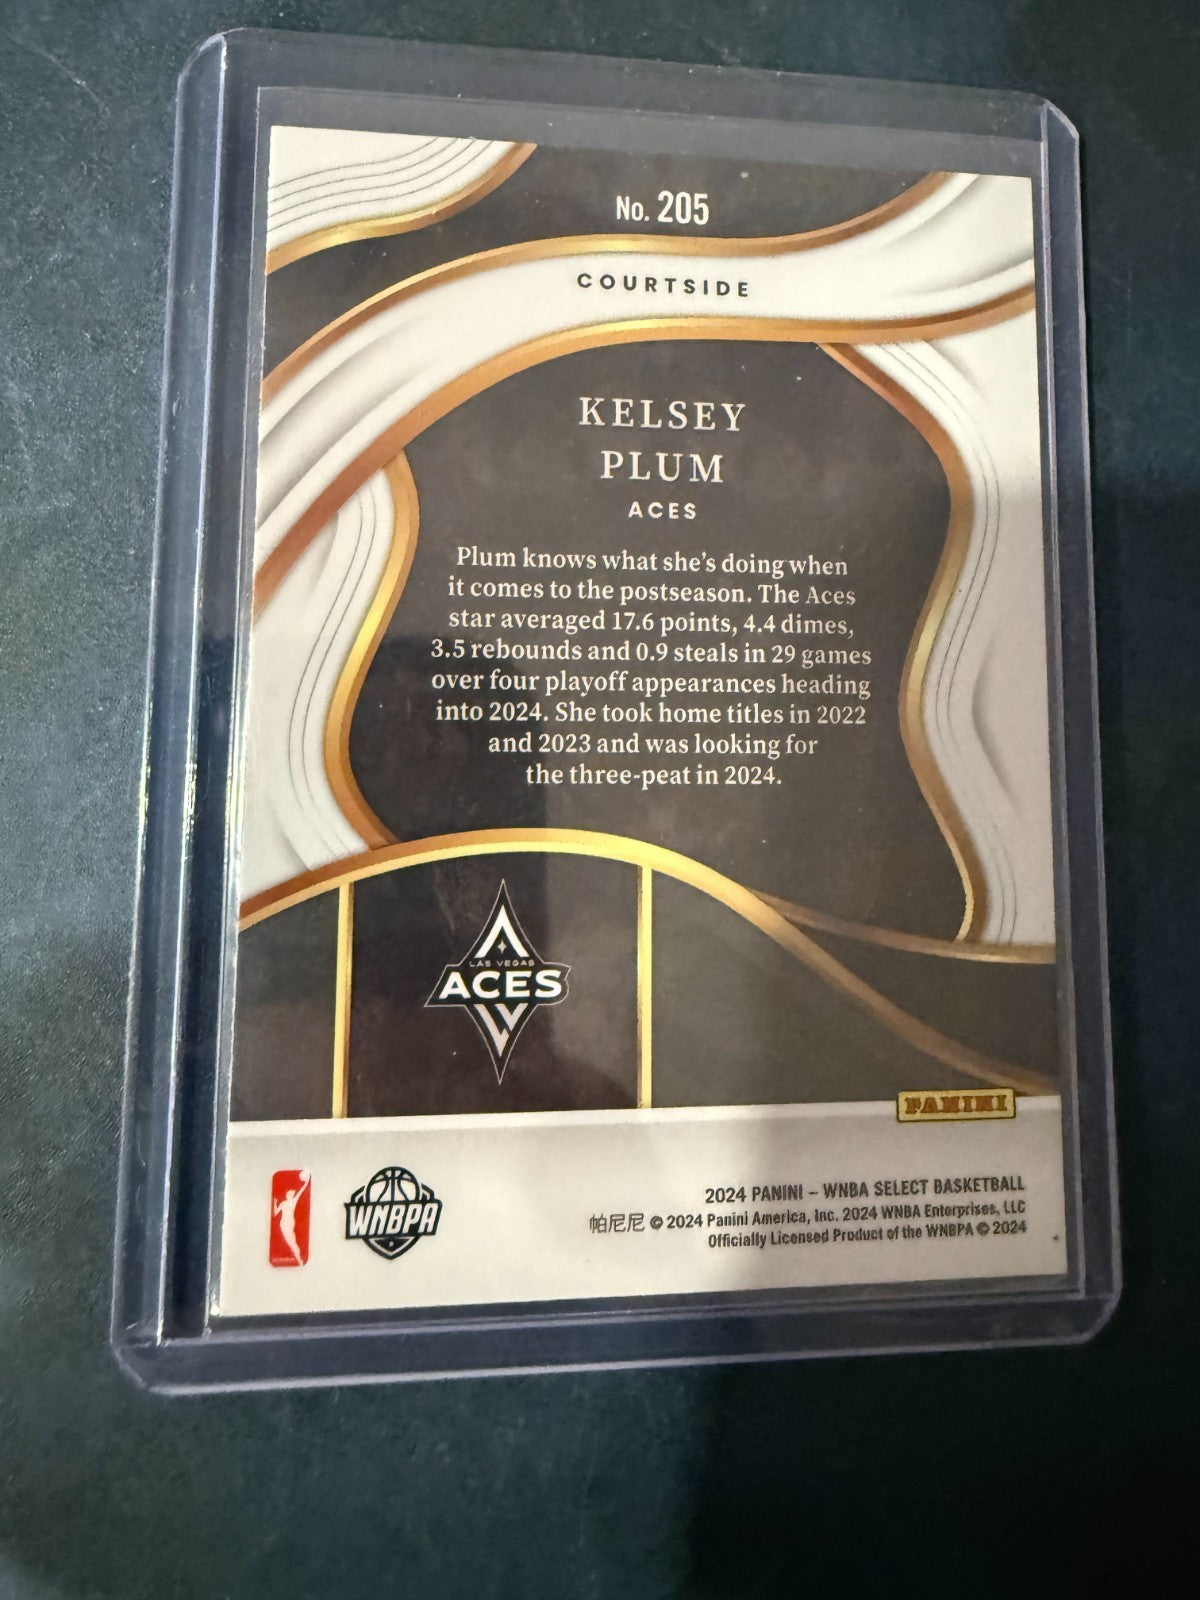 No. 205
COURTSIDE
KELSEY
PLUM
ACES
Plum knows what she's doing when
it comes to the postseason. The Aces
star averaged 17.6 points, 4.4 dimes,
3.5 rebounds and 0.9 steals in 29 games
over four playoff appearances heading
into 2024. She took home titles in 2022
and 2023 and was looking for
the three-peat in 2024.
LAS VEGAS
ACES
PANINI
WNBPA
2024 PANINI – WNBA SELECT BASKETBALL
帕尼尼 © 2024 Panini America, Inc. 2024 WNBA Enterprises, LLC
Officially Licensed Product of the WNBPA © 2024